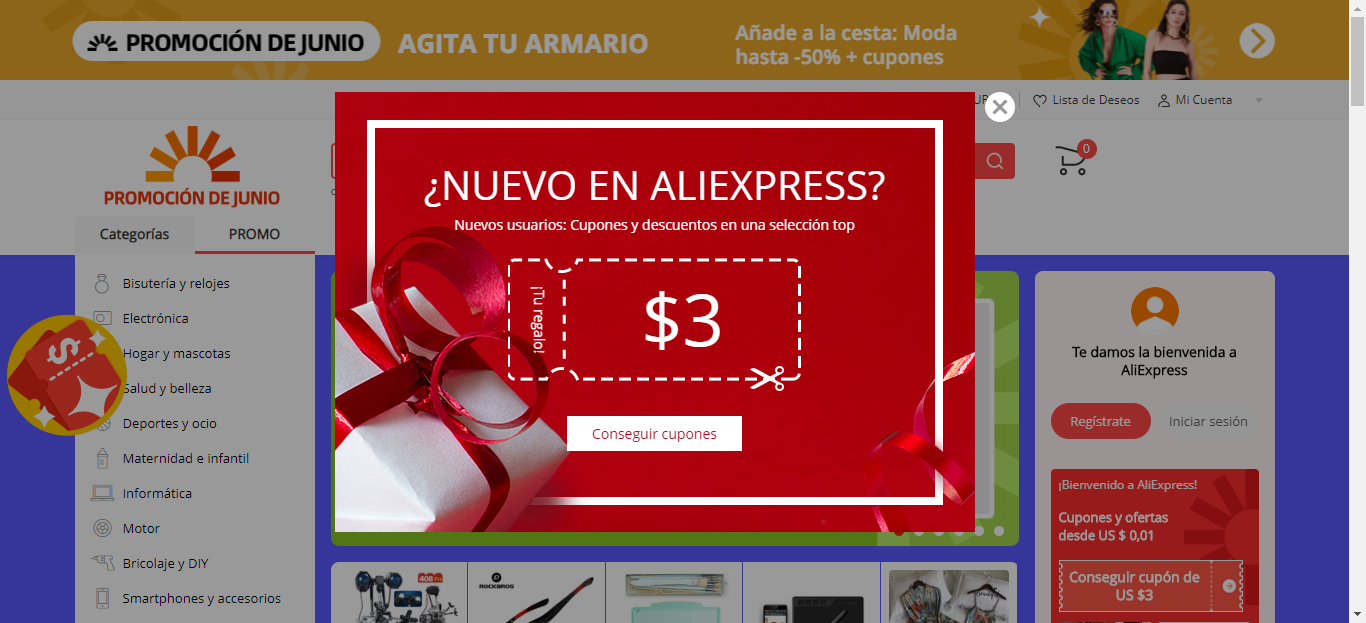 PROMOCIÓN DE JUNIO
AGITA TU ARMARIO
Añade a la cesta: Moda
hasta -50% + cupones
Lista de Deseos
Mi Cuenta
PROMOCIÓN DE JUNIO
0
Categorías
PROMO
¿NUEVO EN ALIEXPRESS?
Nuevos usuarios: Cupones y descuentos en una selección top
¡Tu regalo!
$3
Conseguir cupones
Bisutería y relojes
Electrónica
Hogar y mascotas
Salud y belleza
Deportes y ocio
Maternidad e infantil
Informática
Motor
Bricolaje y DIY
Smartphones y accesorios
$
Te damos la bienvenida a
AliExpress
Regístrate
Iniciar sesión
¡Bienvenido a AliExpress!
Cupones y ofertas
desde US $ 0,01
Conseguir cupón de
US $3
408 Pcs
ROCKBROS